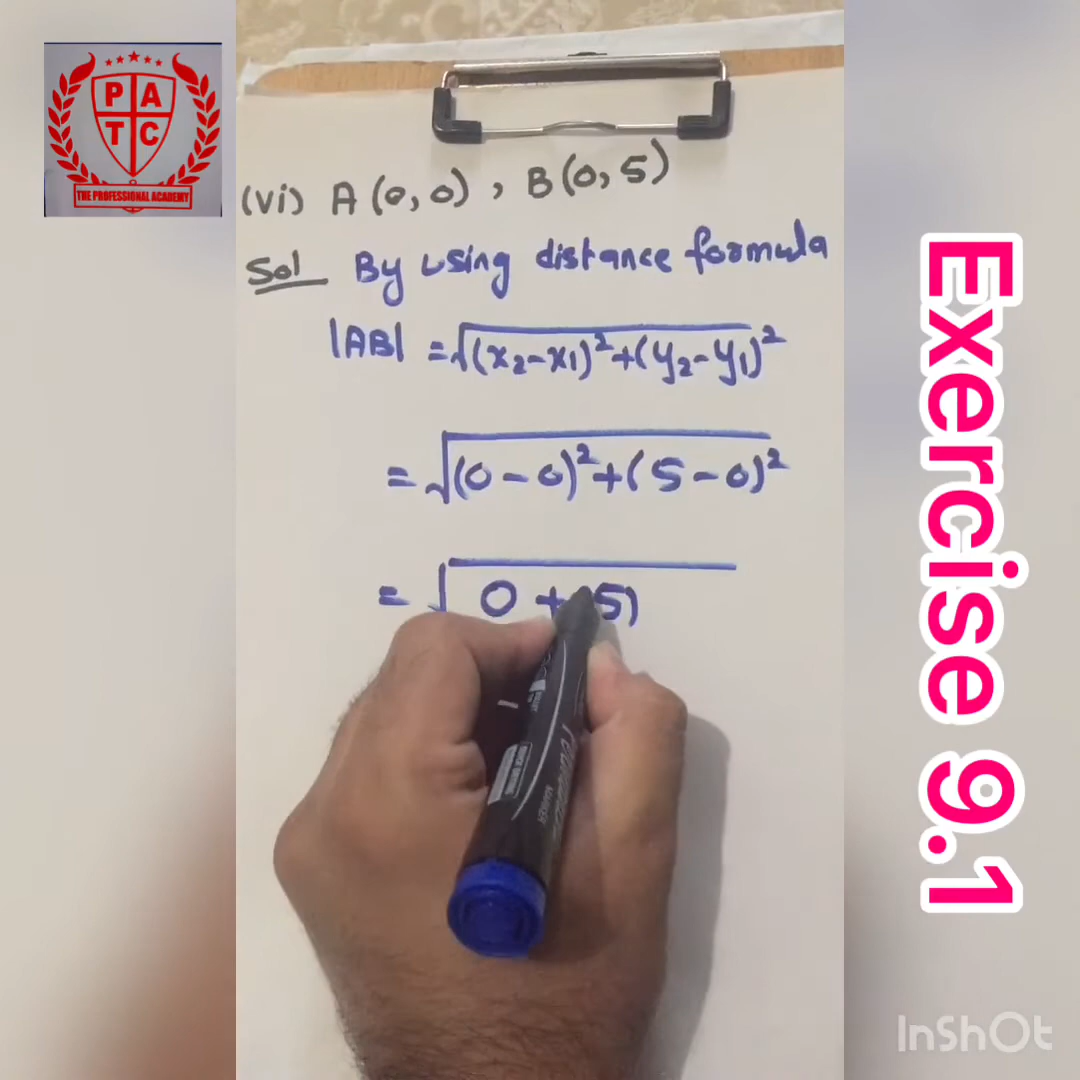 P A
T C
THE PROFESSIONAL ACADEMY
(vi) A (0, 0) , B (0, 5)
Sol By using distance formula
|AB| = √(x₂-x₁)²+(y₂-y₁)²
= √(0-0)²+(5-0)²
= √0+(5)
Exercise 9.1
MARKER
InShOt